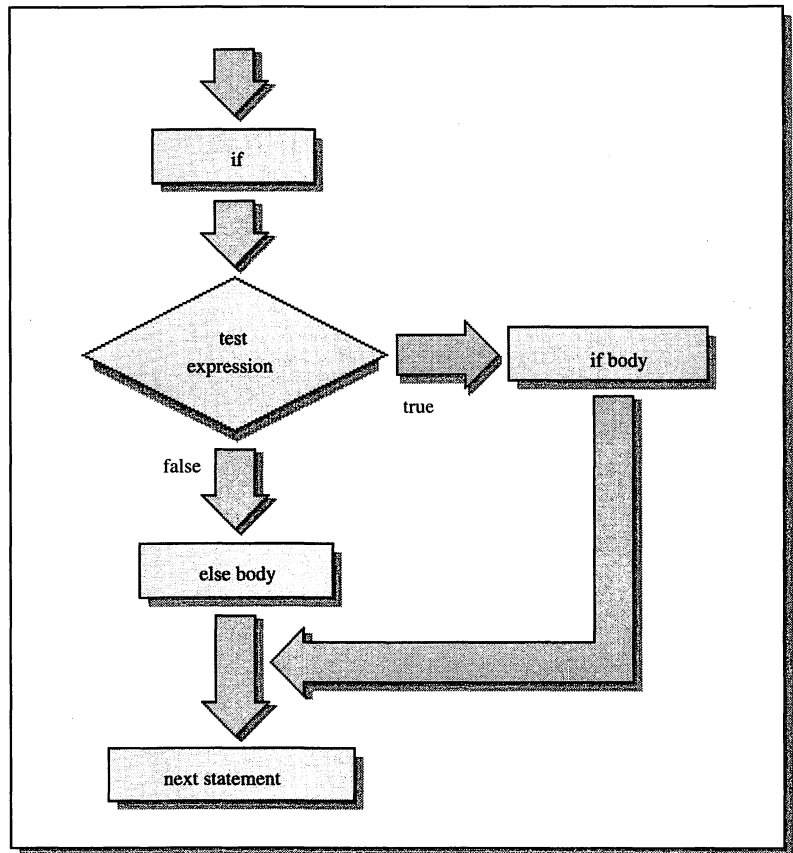 if
test
expression
if body
true
false
else body
next statement